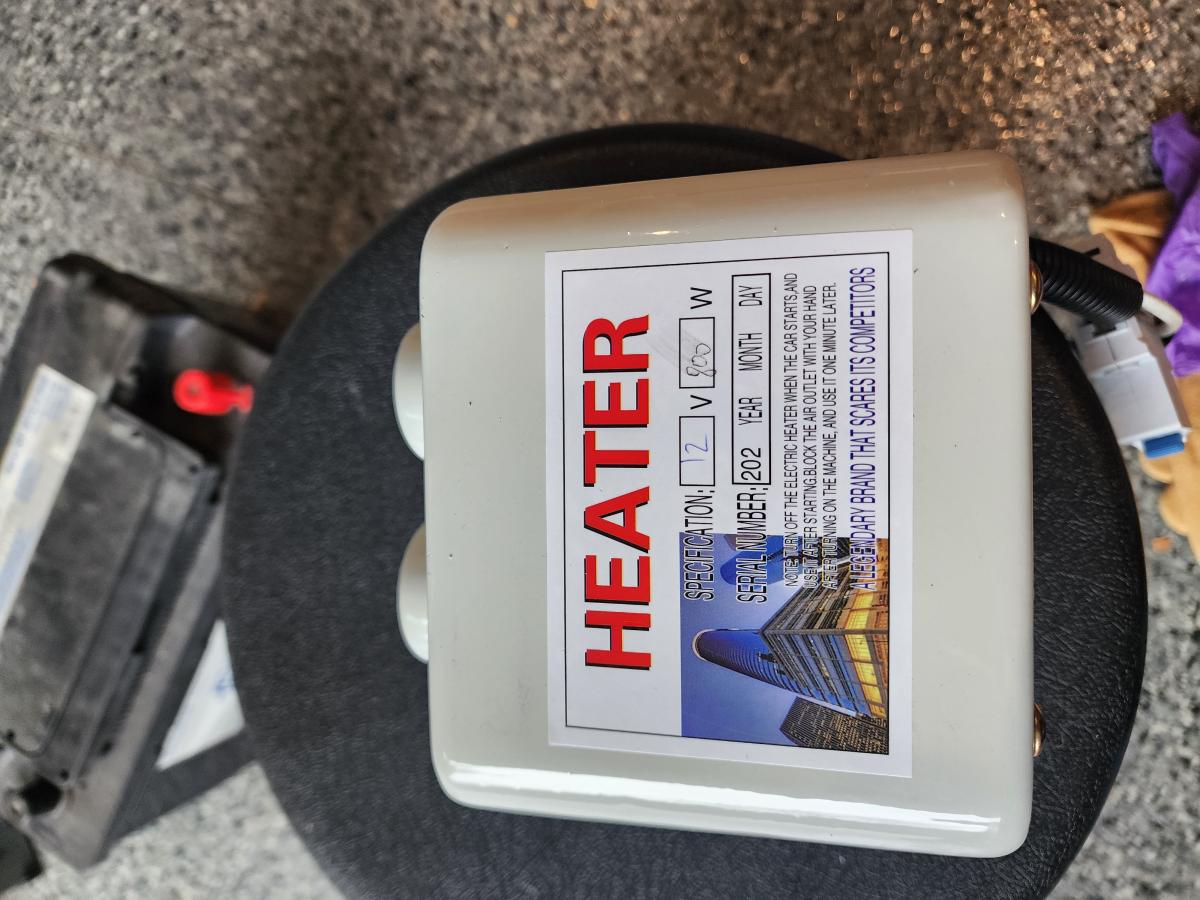 HEATER
SPECIFICATION: 12 V 800 W
SERIAL NUMBER: 202 YEAR MONTH DAY
NOTE: TURN OFF THE ELECTRIC HEATER WHEN THE CAR STARTS,AND
USE IT AFTER STARTING.BLOCK THE AIR OUTLET WITH YOUR HAND
AFTER TURNING ON THE MACHINE, AND USE IT ONE MINUTE LATER.
A LEGENDARY BRAND THAT SCARES ITS COMPETITORS